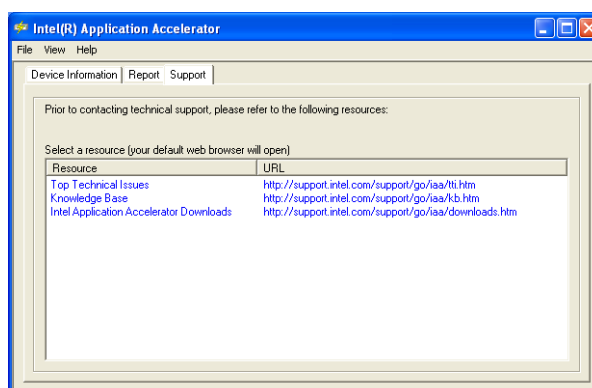 Intel(R) Application Accelerator
File View Help
Device Information Report Support
Prior to contacting technical support, please refer to the following resources:
Select a resource (your default web browser will open)
Resource URL
Top Technical Issues http://support.intel.com/support/go/iaa/tti.htm
Knowledge Base http://support.intel.com/support/go/iaa/kb.htm
Intel Application Accelerator Downloads http://support.intel.com/support/go/iaa/downloads.htm